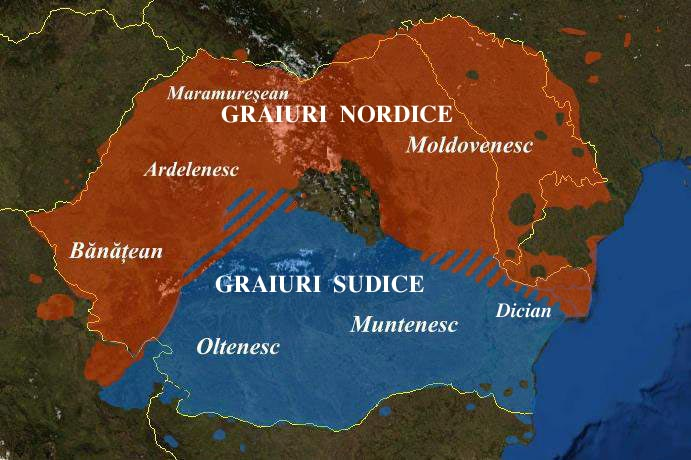 Maramureșean
GRAIURI NORDICE
Moldovenesc
Ardelenesc
Bănățean
GRAIURI SUDICE
Dician
Muntenesc
Oltenesc